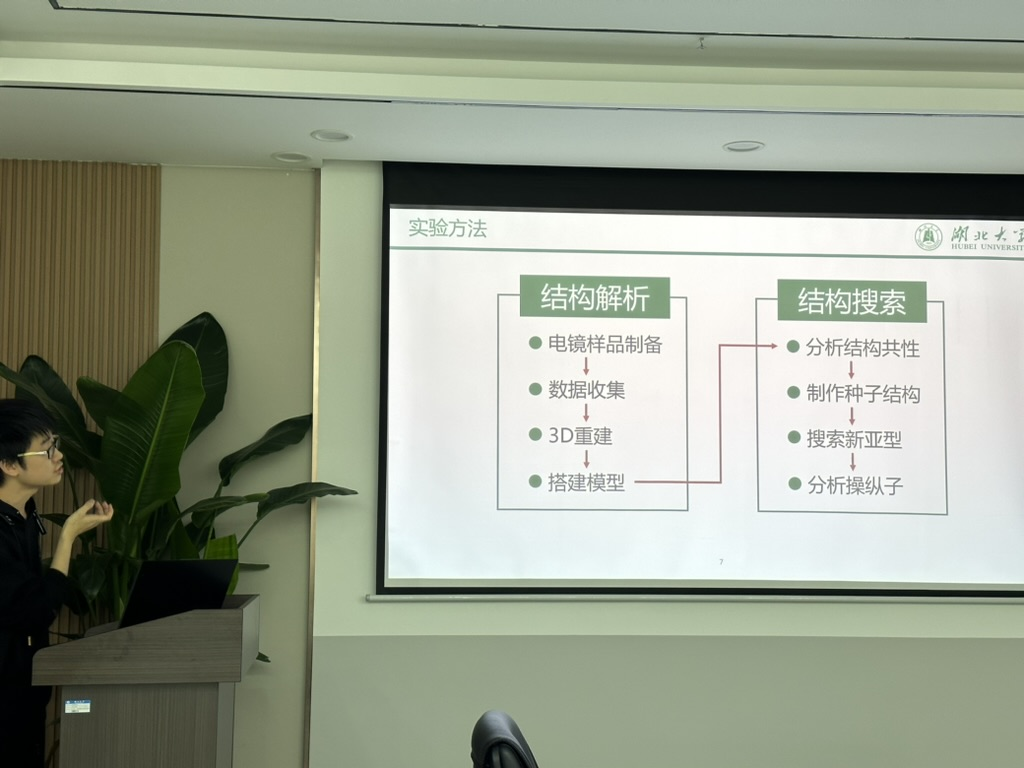 实验方法
湖北大
HUBEI UNIVERSIT
结构解析
电镜样品制备
数据收集
3D重建
搭建模型
结构搜索
分析结构共性
制作种子结构
搜索新亚型
分析操纵子
7